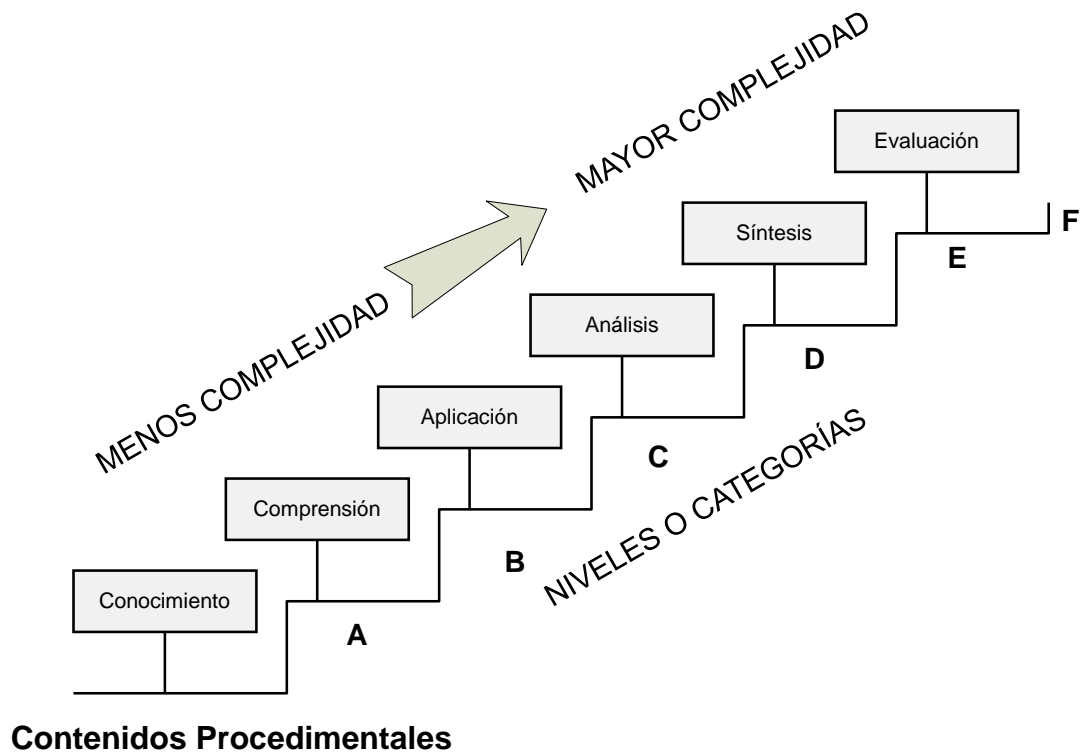 MAYOR COMPLEJIDAD
Evaluación
F
Síntesis
E
MENOS COMPLEJIDAD
Análisis
D
Aplicación
C
NIVELES O CATEGORÍAS
Comprensión
B
Conocimiento
A
Contenidos Procedimentales